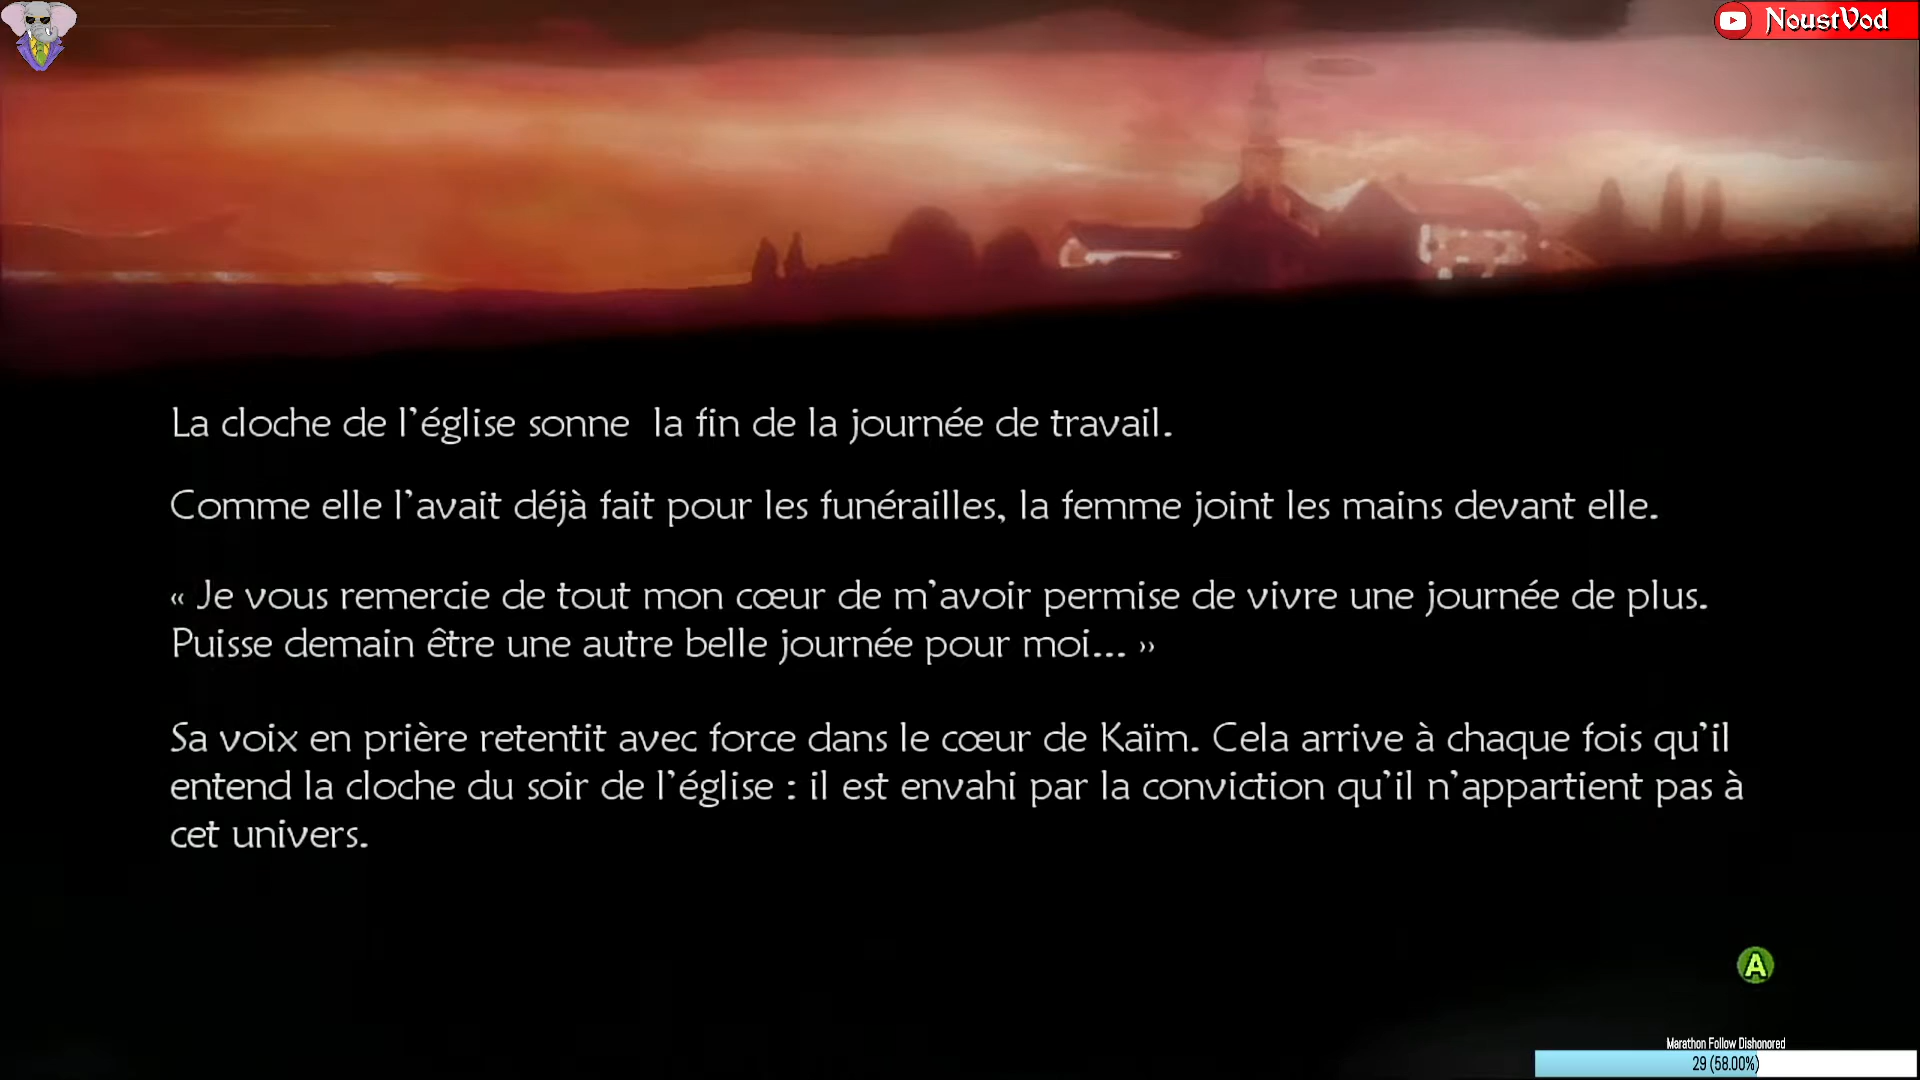 NoustVod
La cloche de l’église sonne  la fin de la journée de travail.
Comme elle l’avait déjà fait pour les funérailles, la femme joint les mains devant elle.
« Je vous remercie de tout mon cœur de m’avoir permise de vivre une journée de plus.
Puisse demain être une autre belle journée pour moi... »
Sa voix en prière retentit avec force dans le cœur de Kaïm. Cela arrive à chaque fois qu’il
entend la cloche du soir de l’église : il est envahi par la conviction qu’il n’appartient pas à
cet univers.
A
Marathon Follow Dishonored
29 (58.00%)